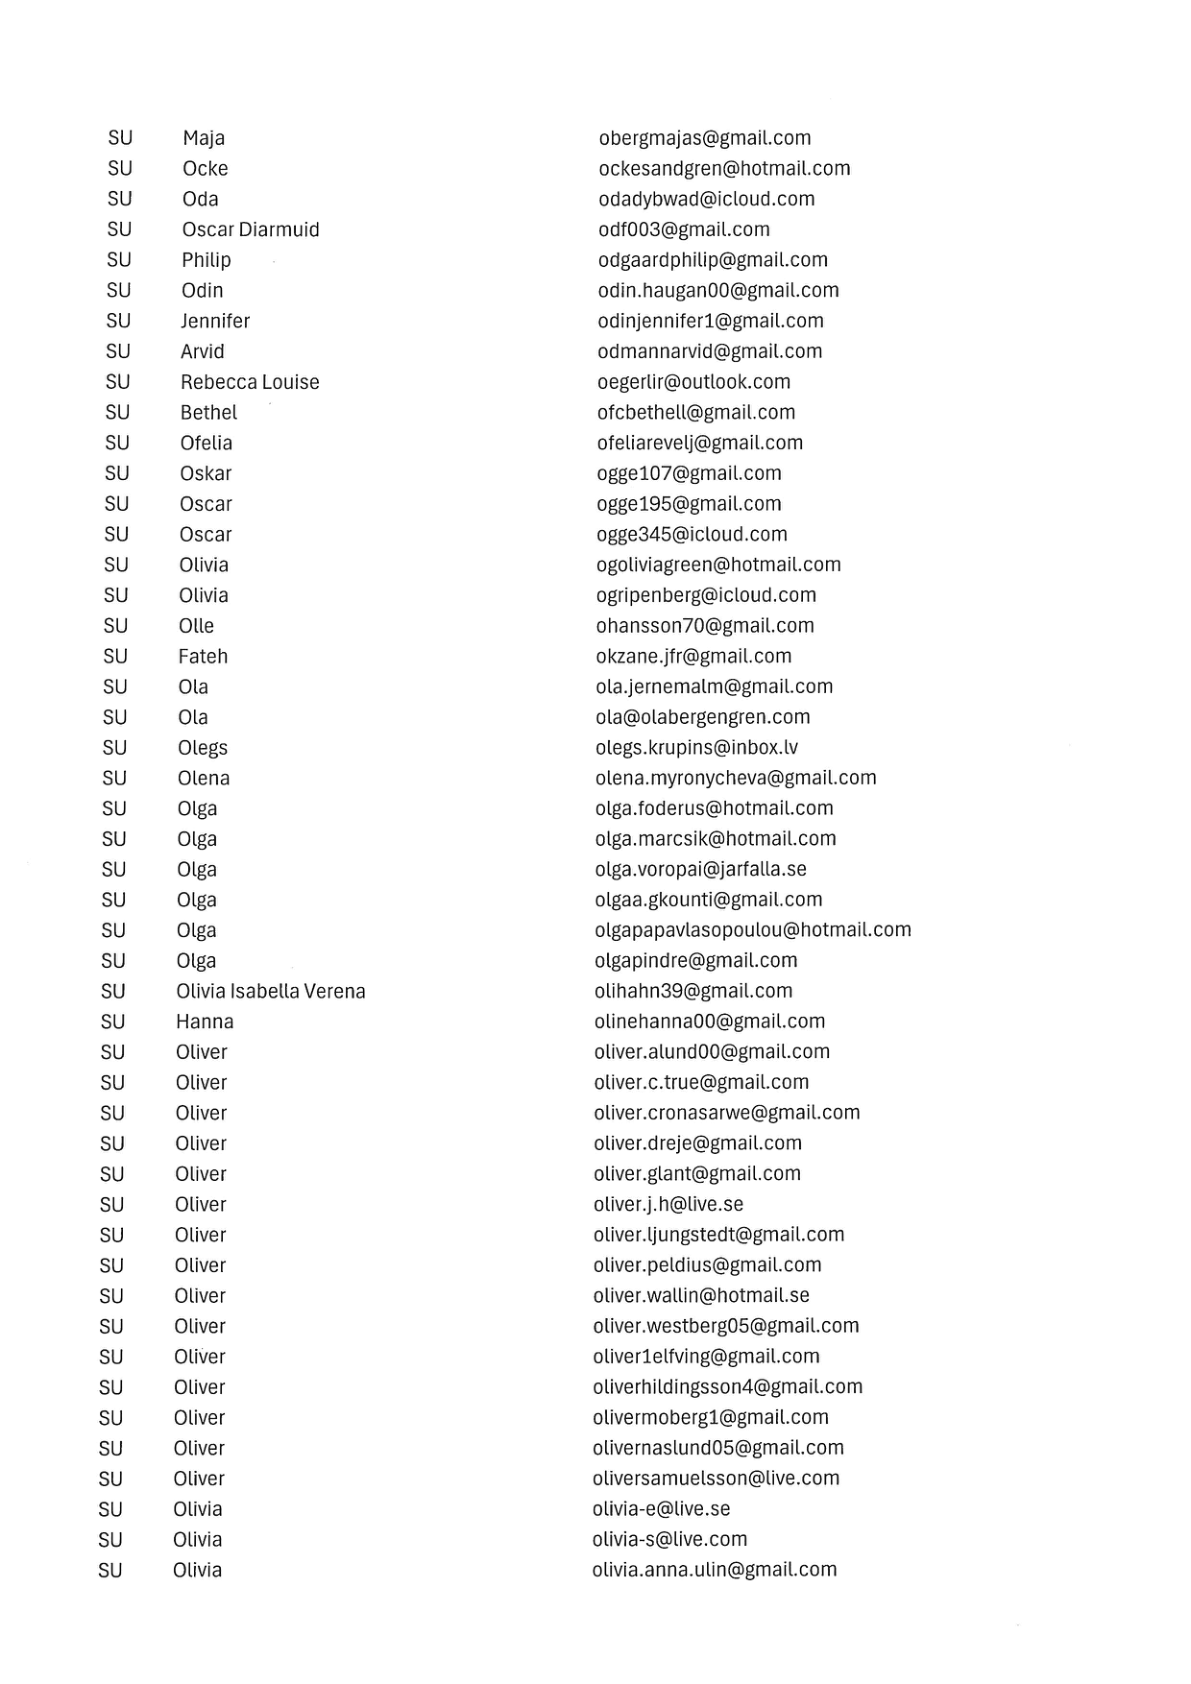 SU Maja obergmajas@gmail.com
SU Ocke ockesandgren@hotmail.com
SU Oda odadybwad@icloud.com
SU Oscar Diarmuid odf003@gmail.com
SU Philip odgaardphilip@gmail.com
SU Odin odin.haugan00@gmail.com
SU Jennifer odinjennifer1@gmail.com
SU Arvid odmannarvid@gmail.com
SU Rebecca Louise oegerlir@outlook.com
SU Bethel ofcbethell@gmail.com
SU Ofelia ofeliarevelj@gmail.com
SU Oskar ogge107@gmail.com
SU Oscar ogge195@gmail.com
SU Oscar ogge345@icloud.com
SU Olivia ogoliviagreen@hotmail.com
SU Olivia ogripenberg@icloud.com
SU Olle ohansson70@gmail.com
SU Fateh okzane.jfr@gmail.com
SU Ola ola.jernemalm@gmail.com
SU Ola ola@olabergengren.com
SU Olegs olegs.krupins@inbox.lv
SU Olena olena.myronycheva@gmail.com
SU Olga olga.foderus@hotmail.com
SU Olga olga.marcsik@hotmail.com
SU Olga olga.voropai@jarfalla.se
SU Olga olgaa.gkounti@gmail.com
SU Olga olgapapavlasopoulou@hotmail.com
SU Olga olgapindre@gmail.com
SU Olivia Isabella Verena olihahn39@gmail.com
SU Hanna olinehanna00@gmail.com
SU Oliver oliver.alund00@gmail.com
SU Oliver oliver.c.true@gmail.com
SU Oliver oliver.cronasarwe@gmail.com
SU Oliver oliver.dreje@gmail.com
SU Oliver oliver.glant@gmail.com
SU Oliver oliver.j.h@live.se
SU Oliver oliver.ljungstedt@gmail.com
SU Oliver oliver.peldius@gmail.com
SU Oliver oliver.wallin@hotmail.se
SU Oliver oliver.westberg05@gmail.com
SU Oliver oliver1elfving@gmail.com
SU Oliver oliverhildingsson4@gmail.com
SU Oliver olivermoberg1@gmail.com
SU Oliver olivernaslund05@gmail.com
SU Oliver oliversamuelsson@live.com
SU Olivia olivia-e@live.se
SU Olivia olivia-s@live.com
SU Olivia olivia.anna.ulin@gmail.com